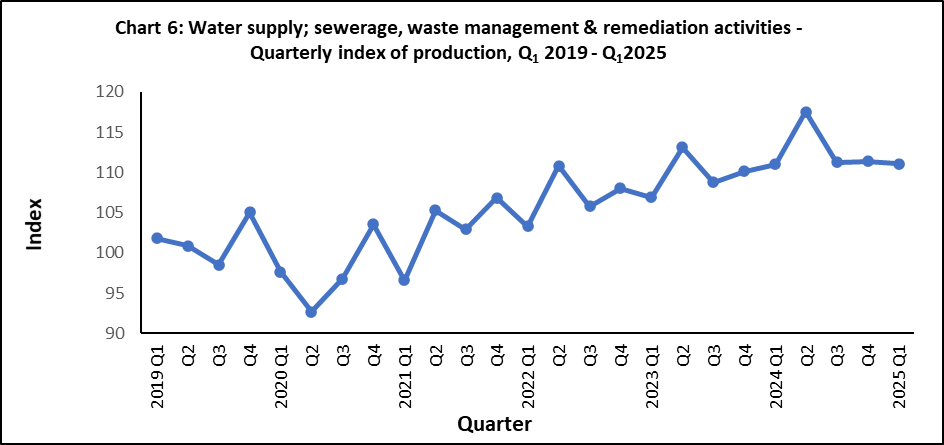 Chart 6: Water supply; sewerage, waste management & remediation activities -
Quarterly index of production, Q1 2019 - Q12025
120
115
110
105
100
95
90
Index
2019 Q1
Q2
Q3
Q4
2020 Q1
Q2
Q3
Q4
2021 Q1
Q2
Q3
Q4
2022 Q1
Q2
Q3
Q4
2023 Q1
Q2
Q3
Q4
2024 Q1
Q2
Q3
Q4
2025 Q1
Quarter